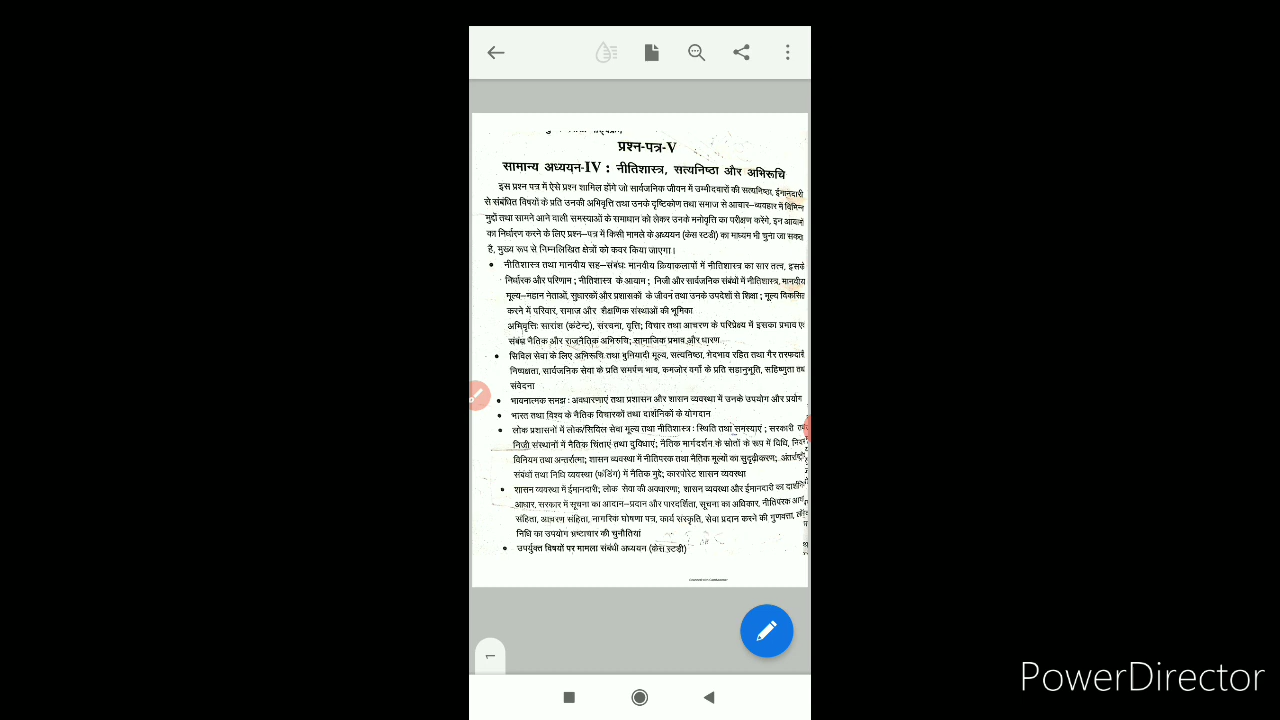 प्रश्न-पत्र-V
सामान्य अध्ययन-IV : नीतिशास्त्र, सत्यनिष्ठा और अभिरूचि
इस प्रश्न पत्र में ऐसे प्रश्न शामिल होंगे जो सार्वजनिक जीवन में उम्मीदवारों की सत्यनिष्ठा, ईमानदारी
से संबंधित विषयों के प्रति उनकी अभिवृत्ति तथा उनके दृष्टिकोण तथा समाज से आचार-व्यवहार में विभिन्न
मुद्दों तथा सामने आने वाली समस्याओं के समाधान को लेकर उनके मनोवृत्ति का परीक्षण करेंगे, इन आयामों
का निर्धारण करने के लिए प्रश्न-पत्र में किसी मामले के अध्ययन (केस स्टडी) का माध्यम भी चुना जा सकता
है, मुख्य रूप से निम्नलिखित क्षेत्रों को कवर किया जाएगा।
• नीतिशास्त्र तथा मानवीय सह-संबंधः मानवीय क्रियाकलापों में नीतिशास्त्र का सार तत्व, इसके
निर्धारक और परिणाम ; नीतिशास्त्र के आयाम ; निजी और सार्वजनिक संबंधों में नीतिशास्त्र, मानवीय
मूल्य-महान नेताओं, सुधारकों और प्रशासकों के जीवन तथा उनके उपदेशों से शिक्षा ; मूल्य विकसित
करने में परिवार, समाज और शैक्षणिक संस्थाओं की भूमिका
अभिवृत्तिः सारांश (कंटेन्ट), संरचना, वृत्ति; विचार तथा आचरण के परिप्रेक्ष्य में इसका प्रभाव एवं
संबंध नैतिक और राजनैतिक अभिरुचि; सामाजिक प्रभाव और धारण
• सिविल सेवा के लिए अभिरूचि तथा बुनियादी मूल्य, सत्यनिष्ठा, भेदभाव रहित तथा गैर तरफदारी
निष्पक्षता, सार्वजनिक सेवा के प्रति समर्पण भाव, कमजोर वर्गों के प्रति सहानुभूति, सहिष्णुता तथा
संवेदना
• भावनात्मक समझ : अवधारणाएं तथा प्रशासन और शासन व्यवस्था में उनके उपयोग और प्रयोग
• भारत तथा विश्व के नैतिक विचारकों तथा दार्शनिकों के योगदान
• लोक प्रशासनों में लोक/सिविल सेवा मूल्य तथा नीतिशास्त्र : स्थिति तथा समस्याएं ; सरकारी तथा
निजी संस्थानों में नैतिक चिंताएं तथा दुविधाएं; नैतिक मार्गदर्शन के स्रोतों के रूप में विधि,
विनियम तथा अन्तर्रात्मा; शासन व्यवस्था में नीतिपरक तथा नैतिक मूल्यों का सुदृढ़ीकरण;
संबंधों तथा निधि व्यवस्था (फंडिंग) में नैतिक मुद्दे; कारपोरेट शासन व्यवस्था
• शासन व्यवस्था में ईमानदारी; लोक सेवा की अवधारणा; शासन व्यवस्था और ईमानदारी का
आधार, सरकार में सूचना का आदान-प्रदान और पारदर्शिता, सूचना का अधिकार, नीतिपरक
संहिता, आचरण संहिता, नागरिक घोषणा पत्र, कार्य संस्कृति, सेवा प्रदान करने की गुणवत्ता,
निधि का उपयोग भ्रष्टाचार की चुनौतियां
• उपर्युक्त विषयों पर मामला संबंधी अध्ययन (केस स्टडी)
1
PowerDirector